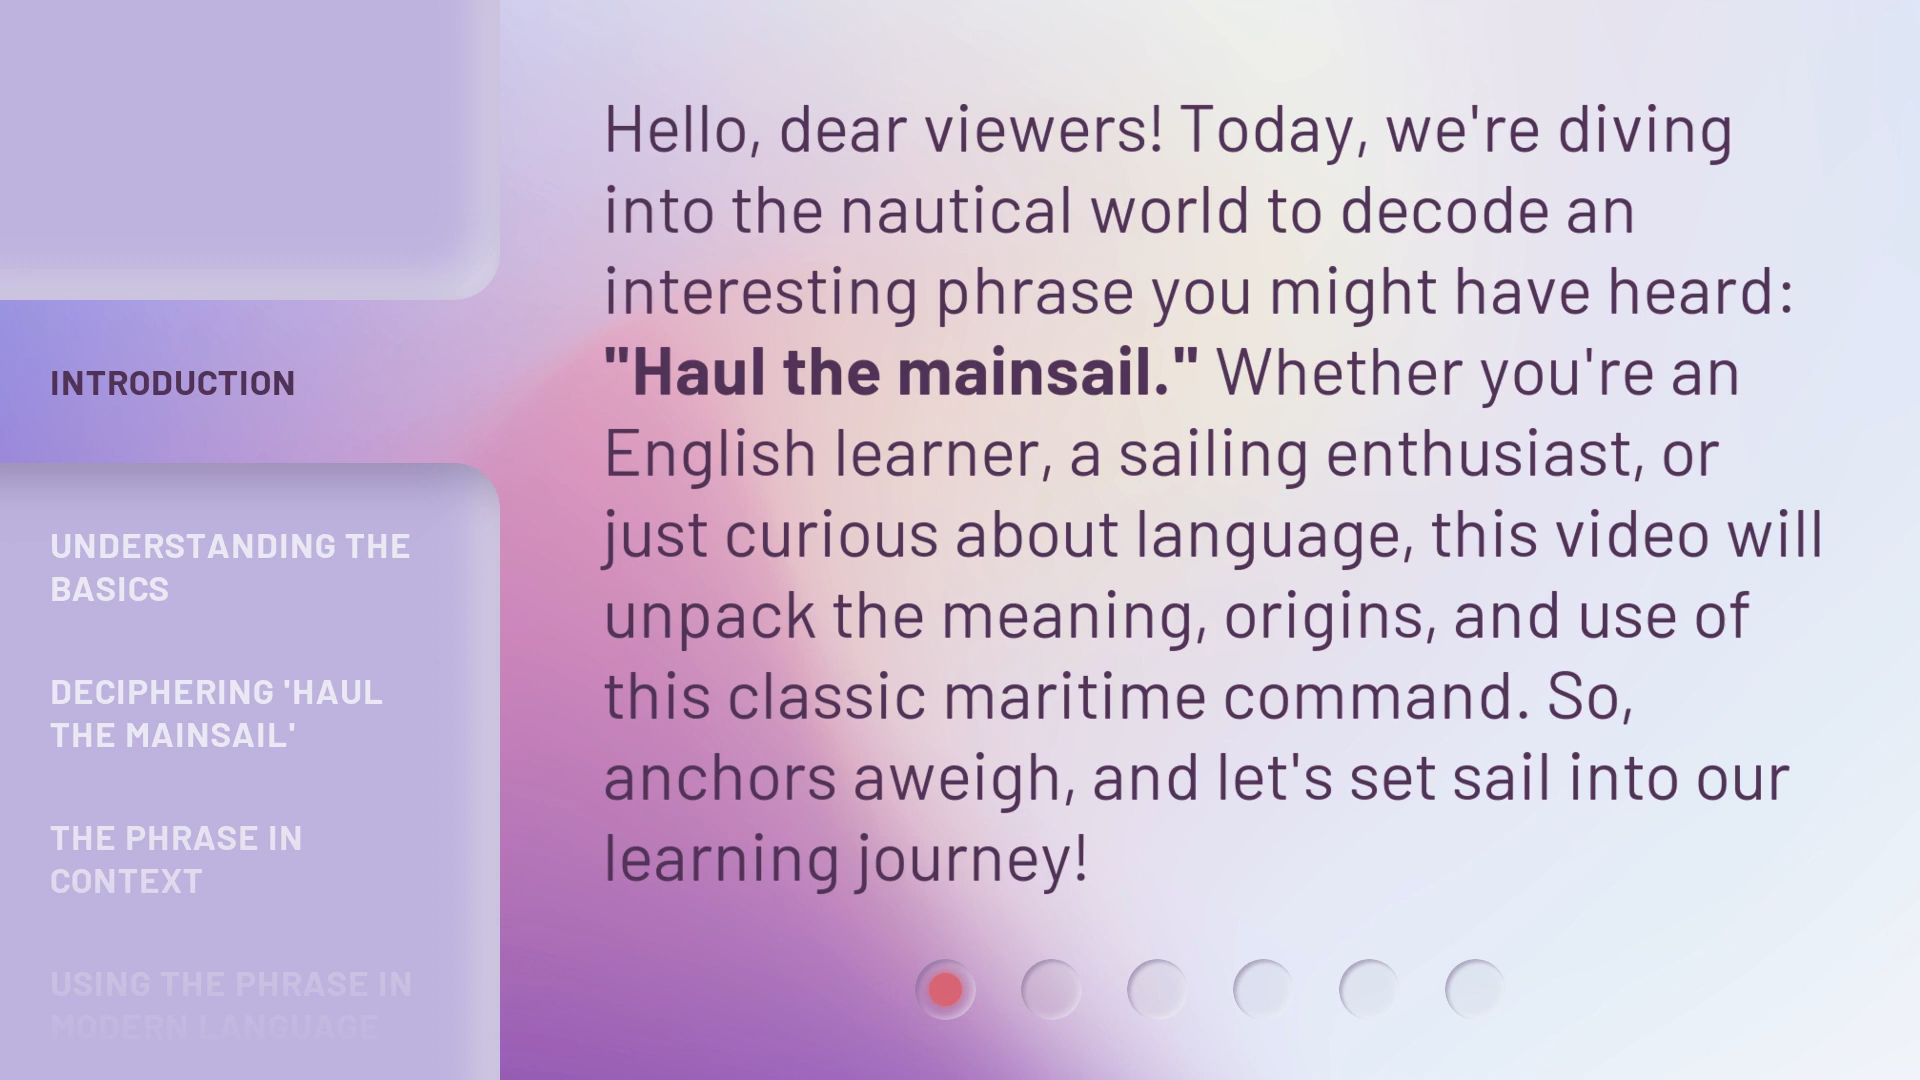 INTRODUCTION
UNDERSTANDING THE
BASICS
DECIPHERING 'HAUL
THE MAINSAIL'
THE PHRASE IN
CONTEXT
USING THE PHRASE IN
MODERN LANGUAGE
Hello, dear viewers! Today, we're diving
into the nautical world to decode an
interesting phrase you might have heard:
"Haul the mainsail." Whether you're an
English learner, a sailing enthusiast, or
just curious about language, this video will
unpack the meaning, origins, and use of
this classic maritime command. So,
anchors aweigh, and let's set sail into our
learning journey!